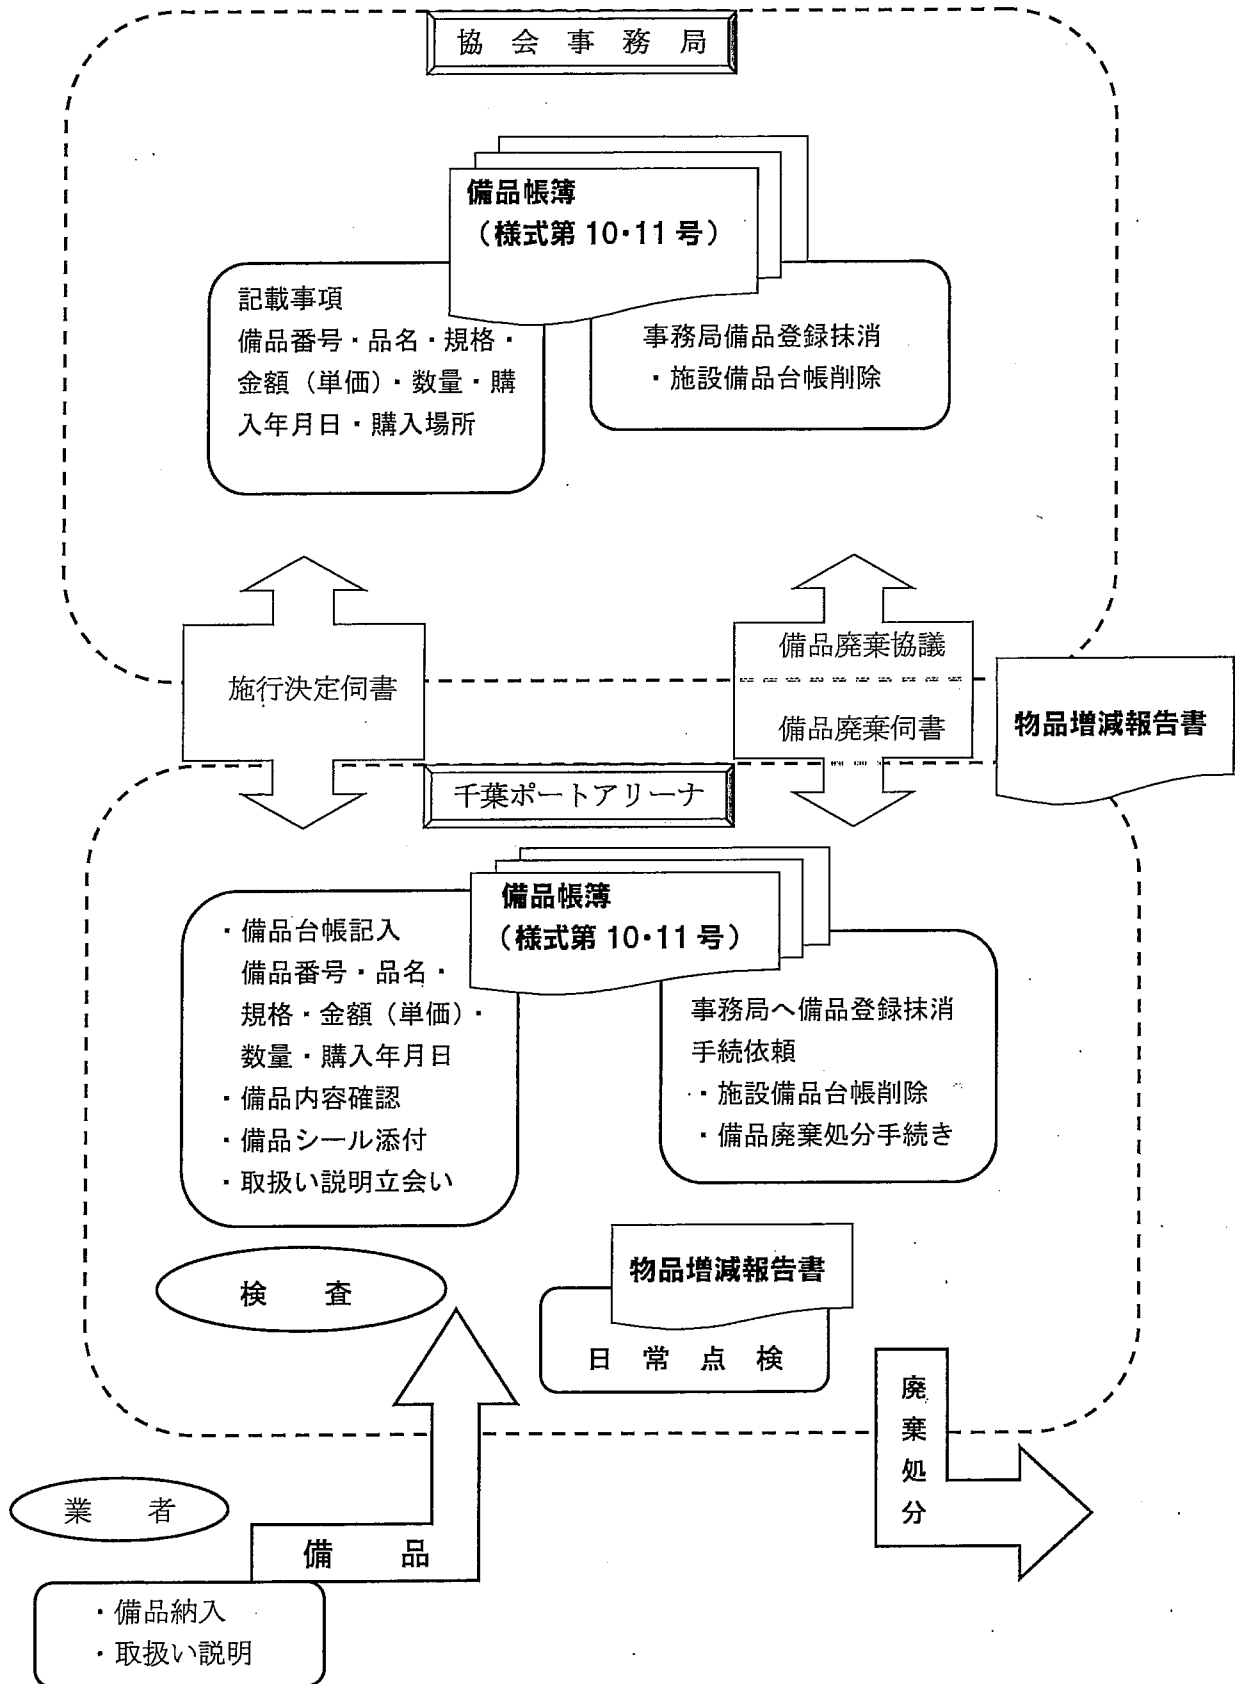 協会事務局
備品帳簿
（様式第10・11号）
記載事項
備品番号・品名・規格・
金額（単価）・数量・購
入年月日・購入場所
事務局備品登録抹消
・施設備品台帳削除
施行決定伺書
備品廃棄協議
備品廃棄伺書
物品増減報告書
千葉ポートアリーナ
備品帳簿
（様式第10・11号）
・備品台帳記入
備品番号・品名・
規格・金額（単価）・
数量・購入年月日
・備品内容確認
・備品シール添付
・取扱い説明立会い
事務局へ備品登録抹消
手続依頼
・施設備品台帳削除
・備品廃棄処分手続き
検査
物品増減報告書
日常点検
廃棄処分
業者
備品
・備品納入
・取扱い説明